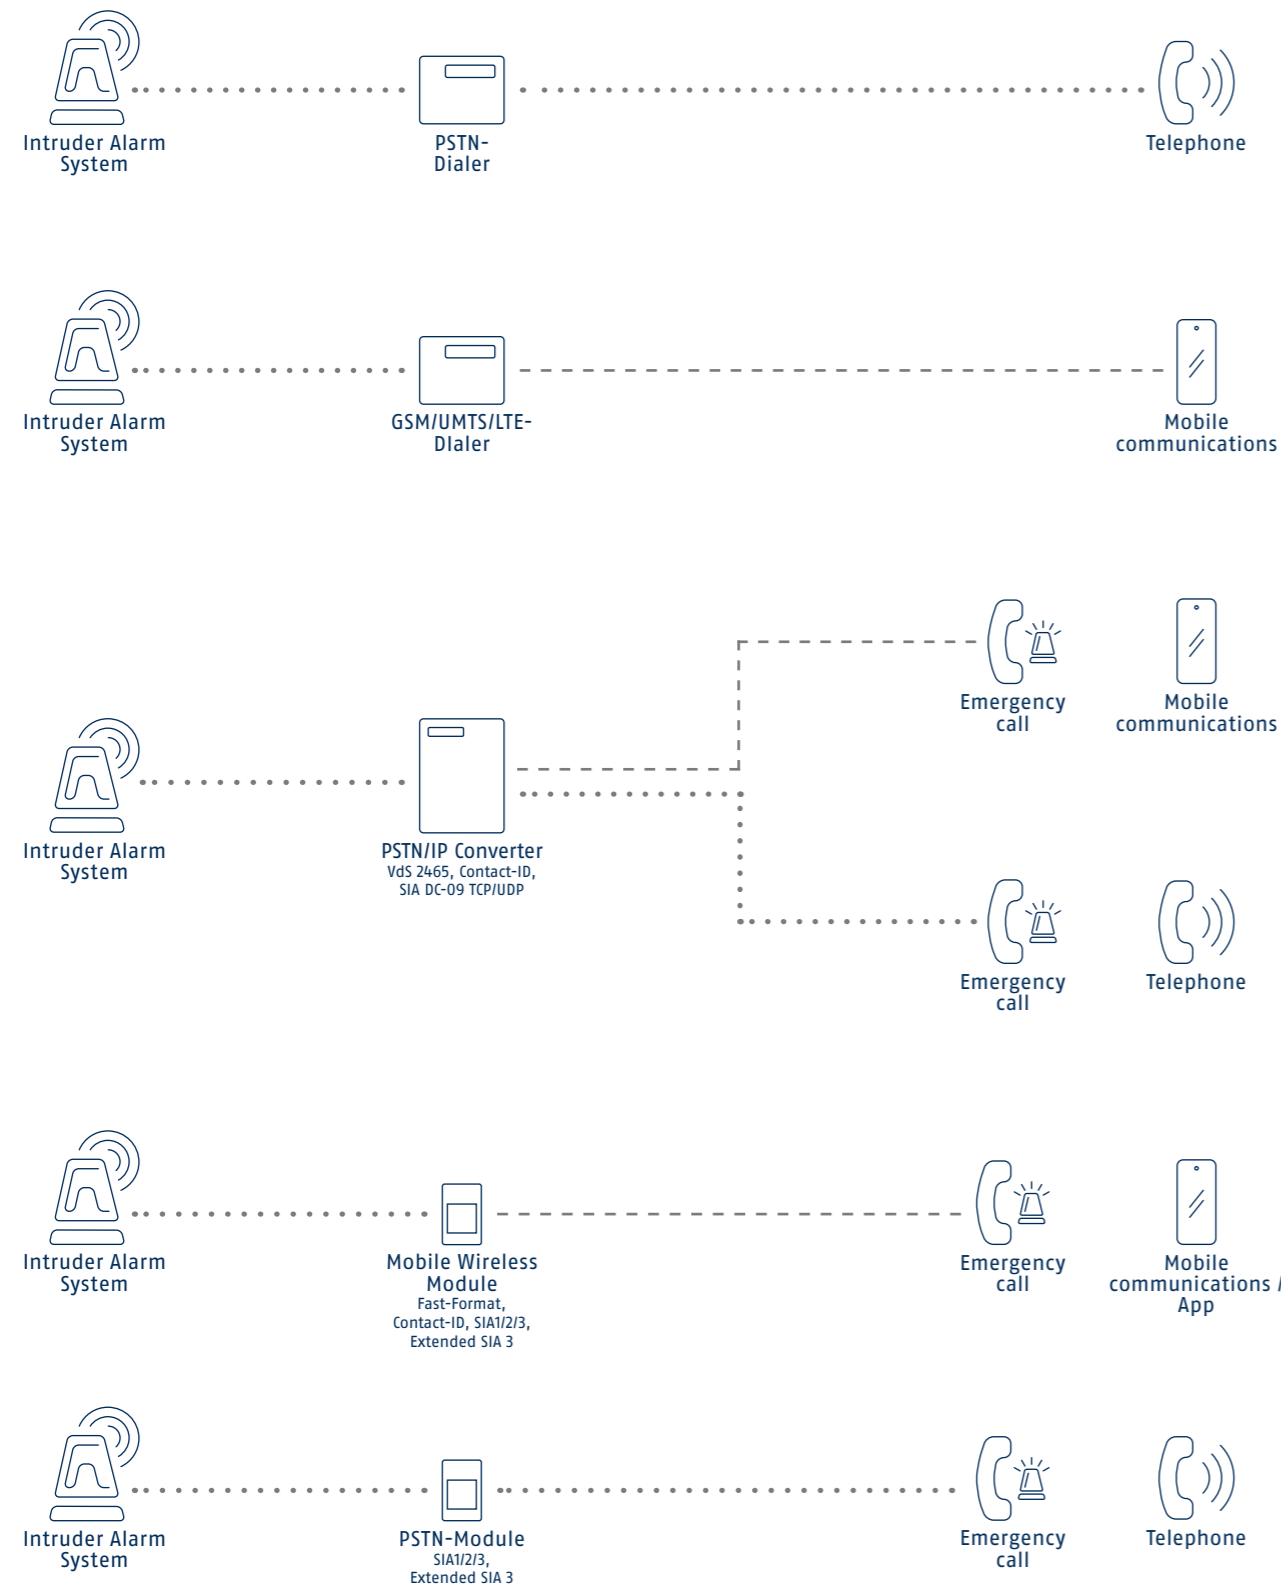 Intruder Alarm
System
PSTN-
Dialer
Telephone
Intruder Alarm
System
GSM/UMTS/LTE-
DIaler
Mobile
communications
Emergency
call
Mobile
communications
Intruder Alarm
System
PSTN/IP Converter
VdS 2465, Contact-ID,
SIA DC-09 TCP/UDP
Emergency
call
Telephone
Intruder Alarm
System
Mobile Wireless
Module
Fast-Format,
Contact-ID, SIA1/2/3,
Extended SIA 3
Emergency
call
Mobile
communications /
App
Intruder Alarm
System
PSTN-Module
SIA1/2/3,
Extended SIA 3
Emergency
call
Telephone